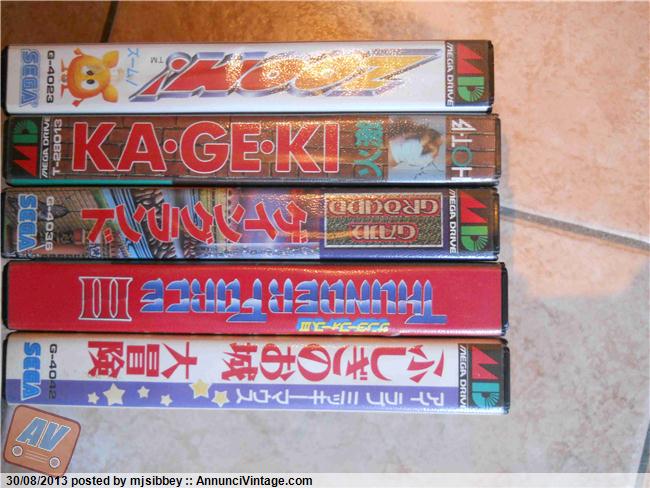 ZOOM!
TM
ズーム!
G-4023
SEGA
MD
MEGA DRIVE
MD
MEGA DRIVE
T-28013
KA·GE·KI
火激
HOT·B
MD
MEGA DRIVE
GAIN
GROUND
ゲイングランド
G-4036
SEGA
THUNDER FORCE III
サンダーフォースIII
MD
MEGA DRIVE
ふしぎのお城
大冒険
アイラブミッキーマウス
G-4042
SEGA
AV
30/08/2013 posted by mjsibbey :: AnnunciVintage.com